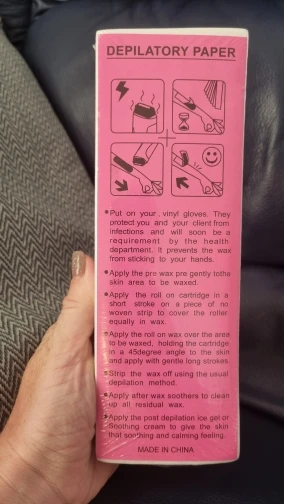 DEPILATORY PAPER
Put on your , vinyl gloves. They
protect you and your client from
infections and will soon be a
requirement by the health
department. It prevents the wax
from sticking to your hands.
Apply the pre wax pre gently tothe
skin area to be waxed.
Apply the roll on cartridge in a
short stroke on a piece of no
woven strip to cover the roller
equally in wax.
Apply the roll on wax over the area
to be waxed, holding the cartridge
in a 45degree angle to the skin
and apply with gentle long strokes.
Strip the wax off using the usual
depilation method.
Apply after wax soothers to clean
up all residual wax.
Apply the post depilation ice gel or
Soothing cream to give the skin
that soothing and calming feeling.
MADE IN CHINA